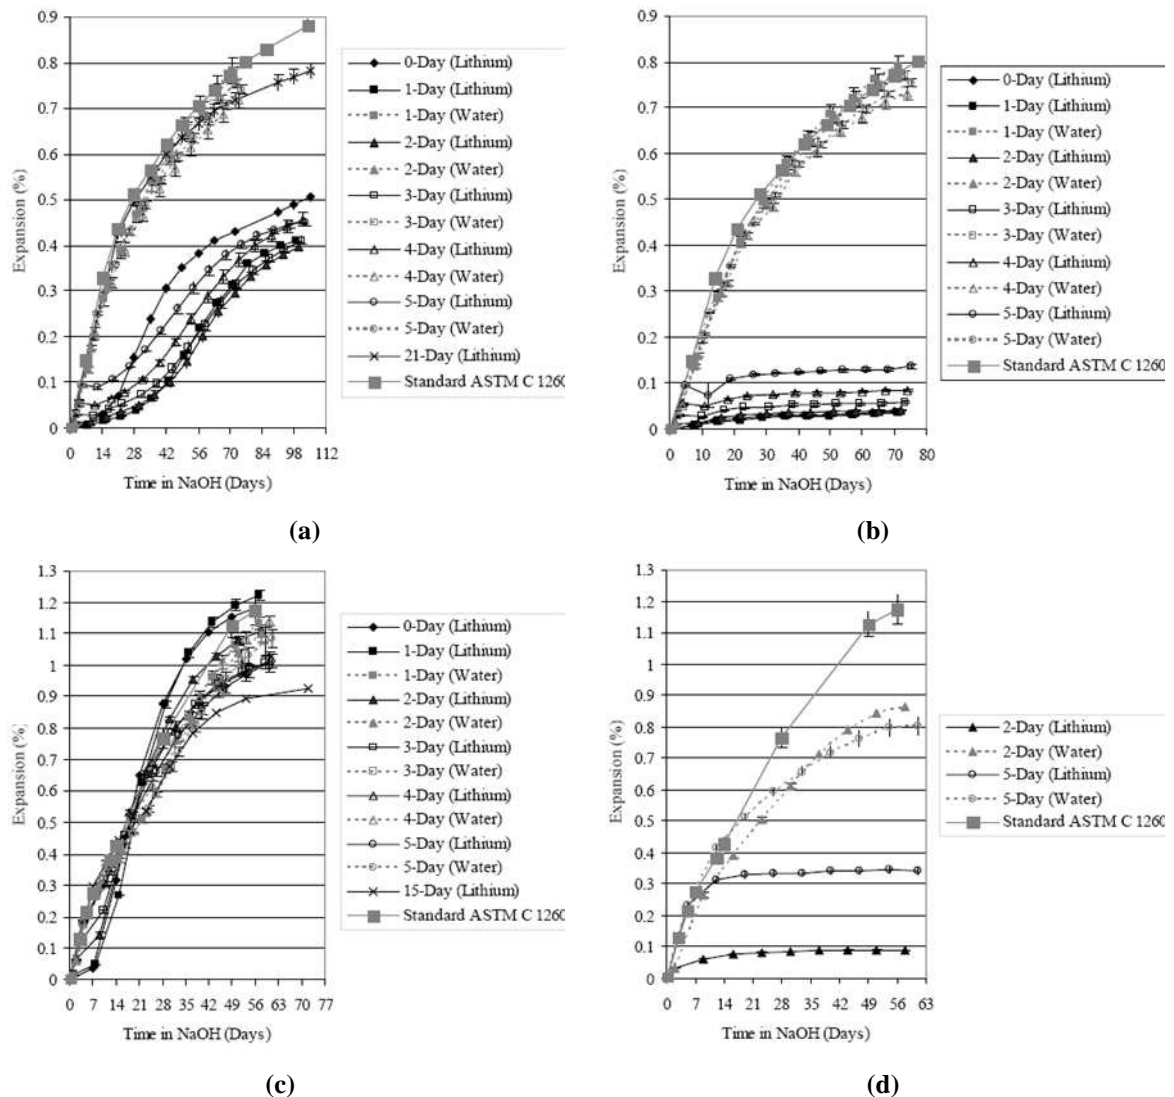 0.9
0.8
0.7
0.6
0.5
0.4
0.3
0.2
0.1
0
Expansion (%)
0 14 28 42 56 70 84 98 112
Time in NaOH (Days)
0-Day (Lithium)
1-Day (Lithium)
1-Day (Water)
2-Day (Lithium)
2-Day (Water)
3-Day (Lithium)
3-Day (Water)
4-Day (Lithium)
4-Day (Water)
5-Day (Lithium)
5-Day (Water)
21-Day (Lithium)
Standard ASTM C 1260
(a)
0.9
0.8
0.7
0.6
0.5
0.4
0.3
0.2
0.1
0
Expansion (%)
0 10 20 30 40 50 60 70 80
Time in NaOH (Days)
0-Day (Lithium)
1-Day (Lithium)
1-Day (Water)
2-Day (Lithium)
2-Day (Water)
3-Day (Lithium)
3-Day (Water)
4-Day (Lithium)
4-Day (Water)
5-Day (Lithium)
5-Day (Water)
Standard ASTM C 1260
(b)
1.3
1.2
1.1
1
0.9
0.8
0.7
0.6
0.5
0.4
0.3
0.2
0.1
0
Expansion (%)
0 7 14 21 28 35 42 49 56 63 70 77
Time in NaOH (Days)
0-Day (Lithium)
1-Day (Lithium)
1-Day (Water)
2-Day (Lithium)
2-Day (Water)
3-Day (Lithium)
3-Day (Water)
4-Day (Lithium)
4-Day (Water)
5-Day (Lithium)
5-Day (Water)
15-Day (Lithium)
Standard ASTM C 1260
(c)
1.3
1.2
1.1
1
0.9
0.8
0.7
0.6
0.5
0.4
0.3
0.2
0.1
0
Expansion (%)
0 7 14 21 28 35 42 49 56 63
Time in NaOH (Days)
2-Day (Lithium)
2-Day (Water)
5-Day (Lithium)
5-Day (Water)
Standard ASTM C 1260
(d)